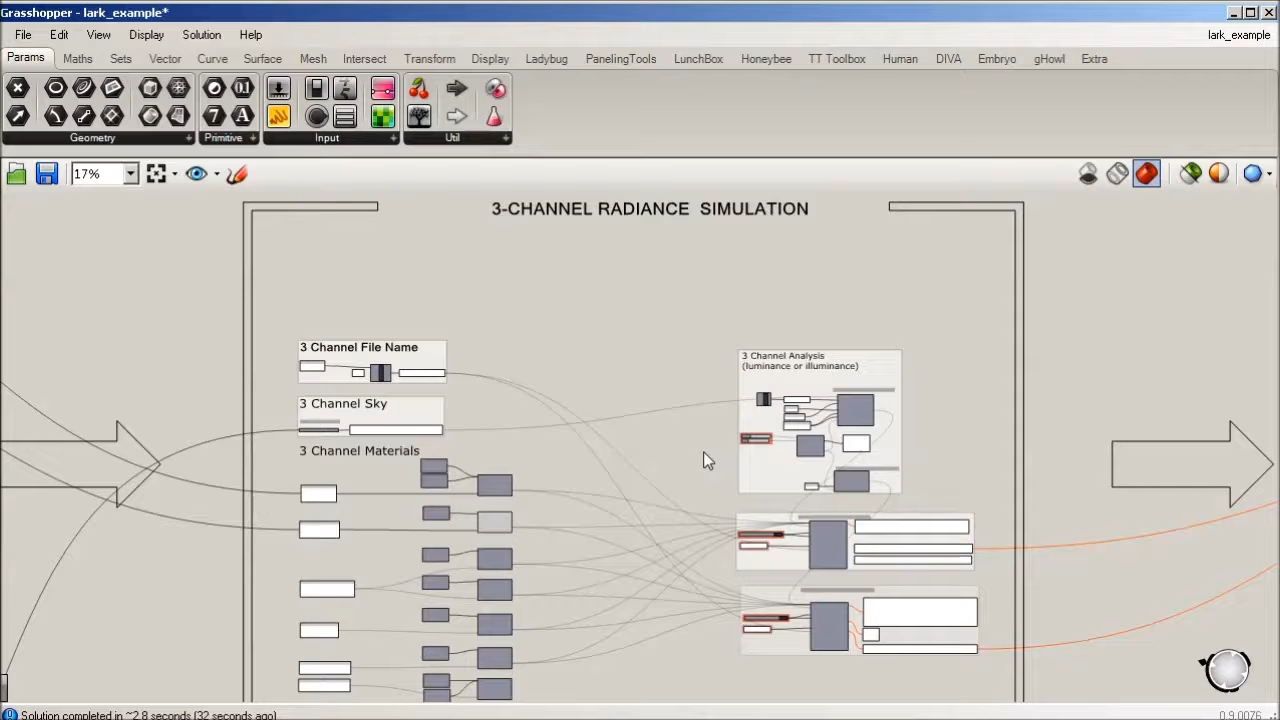 Grasshopper - lark_example*
File Edit View Display Solution Help
lark_example
Params Maths Sets Vector Curve Surface Mesh Intersect Transform Display Ladybug PanelingTools LunchBox Honeybee TT Toolbox Human DIVA Embryo gHowl Extra
Geometry Primitive Input Util
17%
3-CHANNEL RADIANCE SIMULATION
3 Channel File Name
3 Channel Sky
3 Channel Materials
3 Channel Analysis
(luminance or illuminance)
Solution completed in ~2.8 seconds (32 seconds ago)
0.9.0076